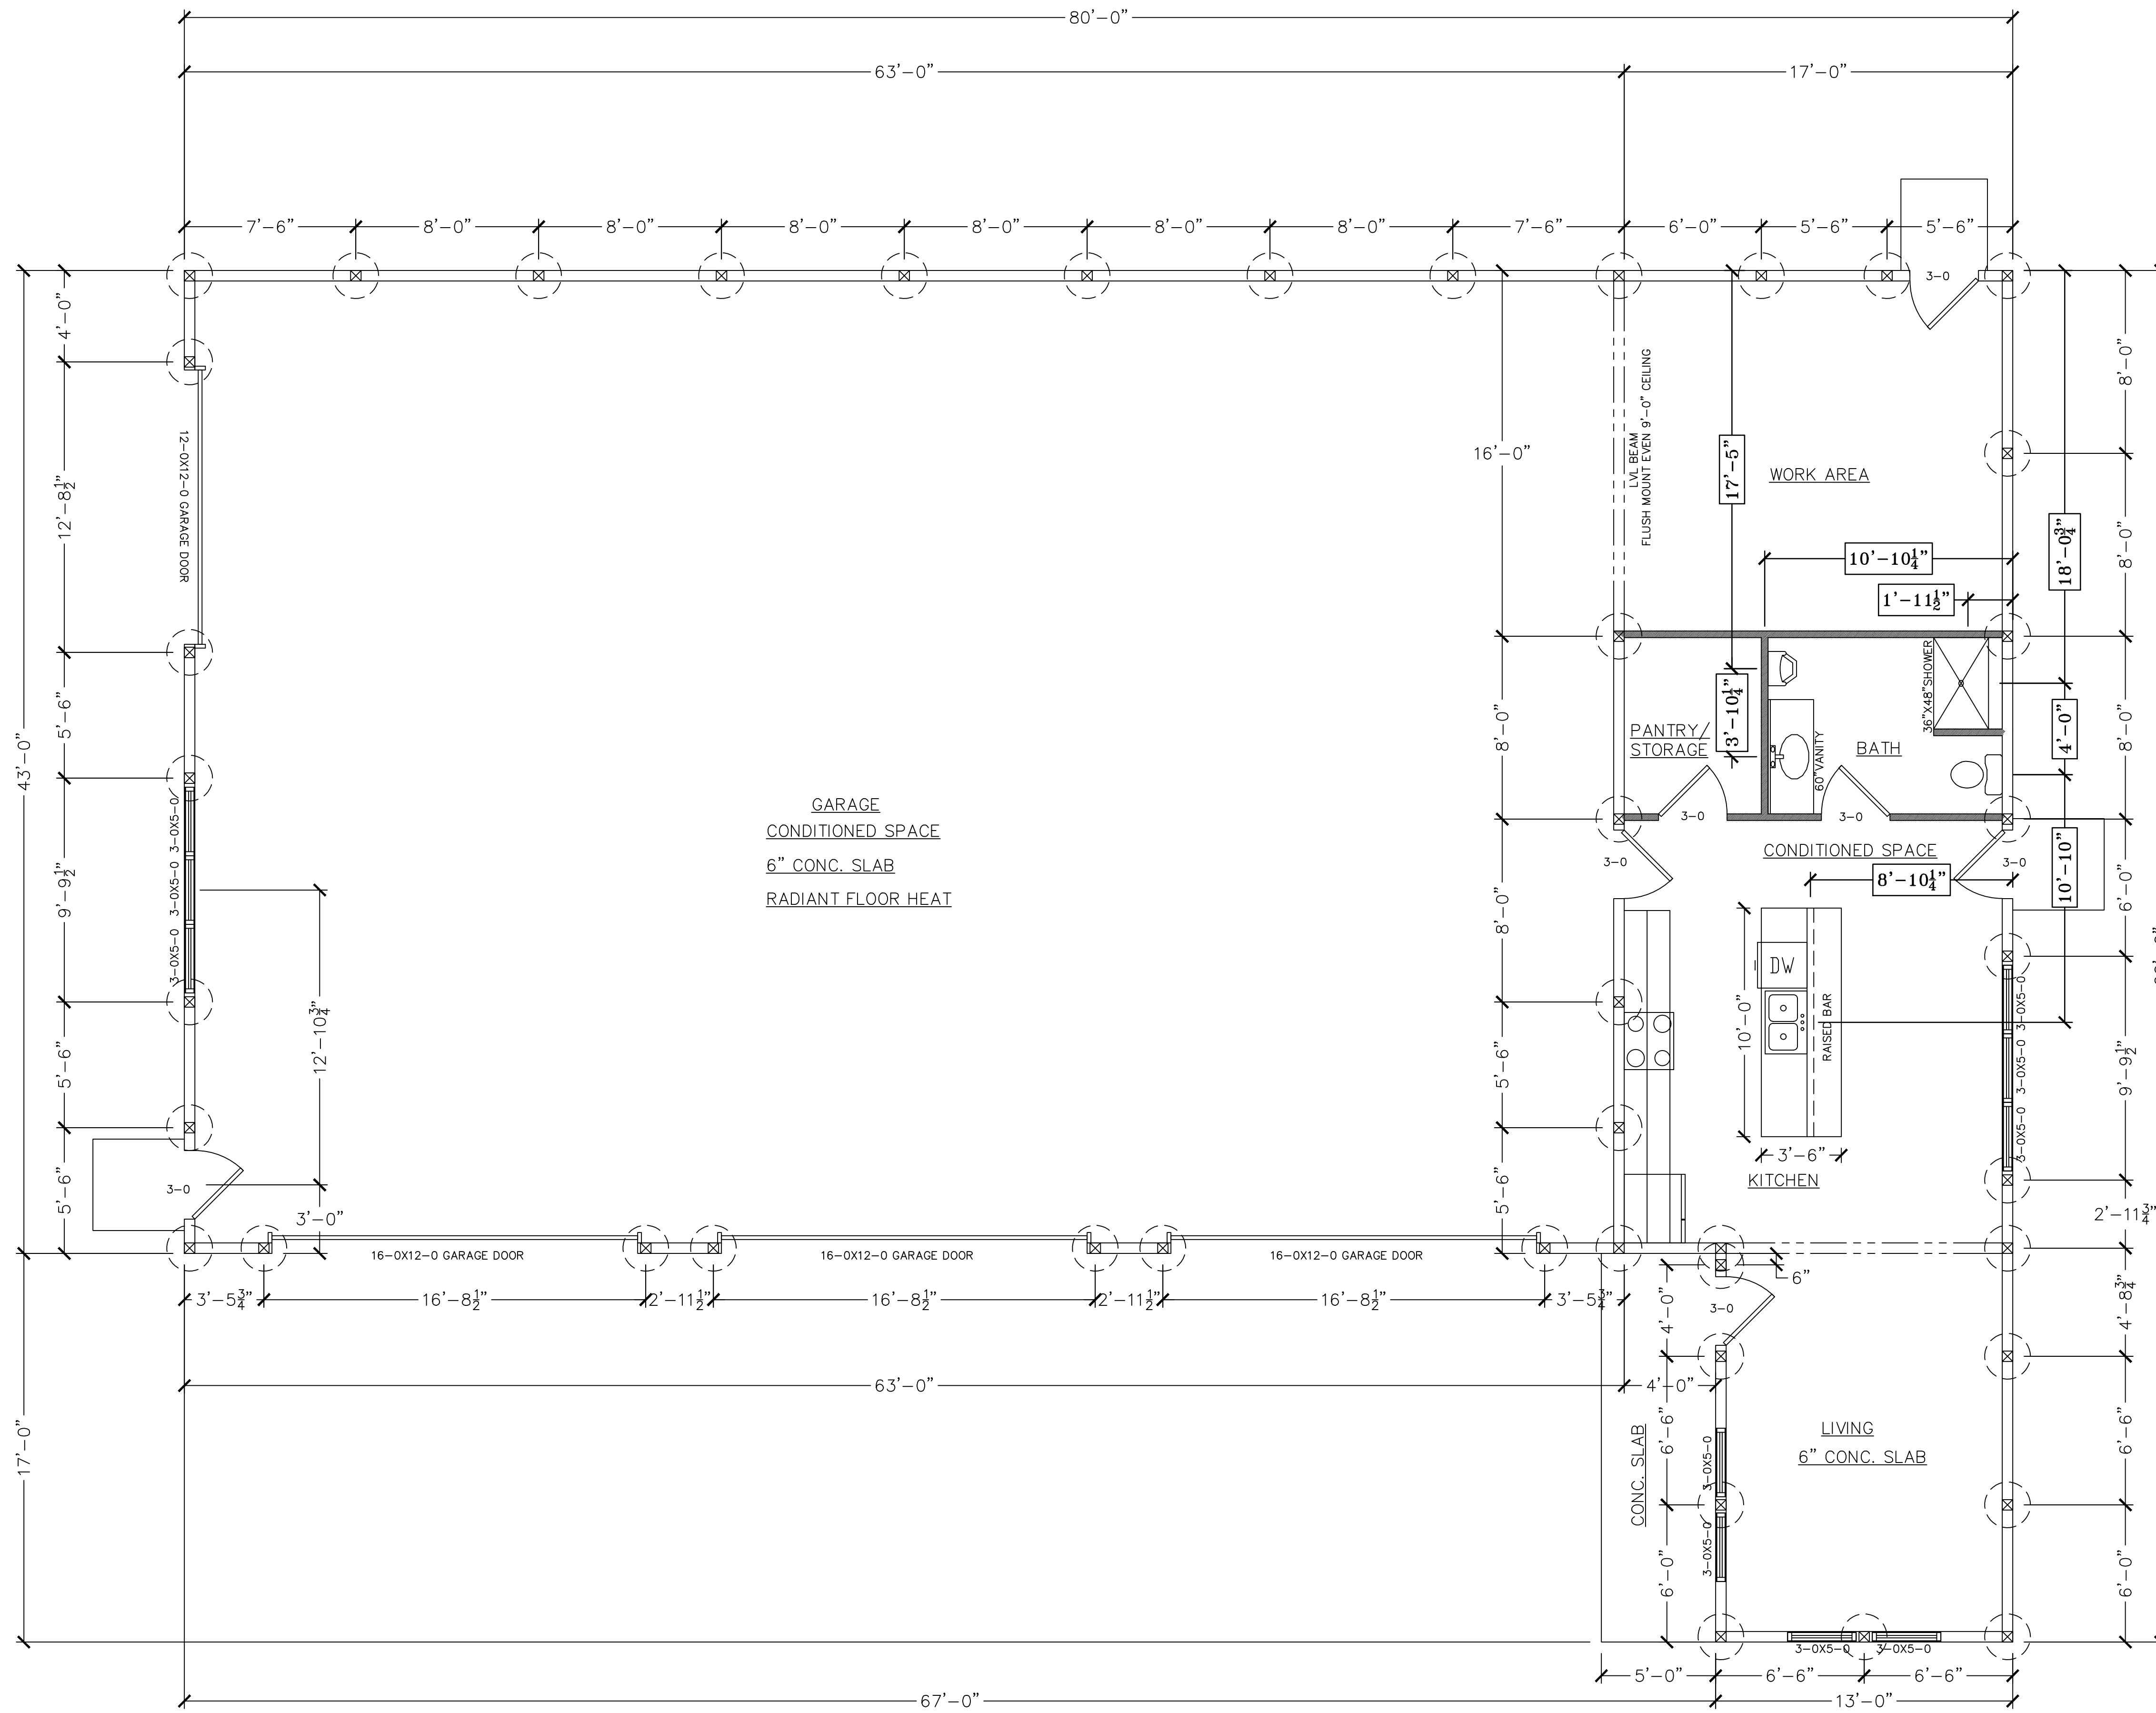 80'-0"
63'-0"
17'-0"
7'-6"
8'-0"
8'-0"
8'-0"
8'-0"
8'-0"
8'-0"
7'-6"
6'-0"
5'-6"
5'-6"
3-0
43'-0"
17'-0"
4'-0"
12'-8½"
5'-6"
9'-9½"
5'-6"
5'-6"
12-0X12-0 GARAGE DOOR
3-0X5-0
3-0X5-0
3-0X5-0
12'-10¾"
3'-0"
3-0
GARAGE
CONDITIONED SPACE
6" CONC. SLAB
RADIANT FLOOR HEAT
16'-0"
8'-0"
8'-0"
5'-6"
5'-6"
LVL BEAM
FLUSH MOUNT EVEN 9'-0" CEILING
WORK AREA
17'-5"
3'-10¼"
10'-10¼"
1'-11½"
18'-0¾"
4'-0"
10'-10"
8'-0"
8'-0"
8'-0"
6'-0"
9'-9½"
2'-11¾"
4'-8¾"
6'-6"
6'-0"
36"X48"SHOWER
PANTRY/
STORAGE
BATH
60"VANITY
3-0
3-0
CONDITIONED SPACE
3-0
3-0
8'-10¼"
DW
10'-0"
RAISED BAR
3'-6"
KITCHEN
3-0X5-0
3-0X5-0
3-0X5-0
16-0X12-0 GARAGE DOOR
16-0X12-0 GARAGE DOOR
16-0X12-0 GARAGE DOOR
3'-5¾"
16'-8½"
2'-11½"
16'-8½"
2'-11½"
16'-8½"
3'-5¾"
6"
4'-0"
3-0
63'-0"
4'-0"
6'-6"
6'-0"
CONC. SLAB
3-0X5-0
3-0X5-0
LIVING
6" CONC. SLAB
3-0X5-0
3-0X5-0
5'-0"
6'-6"
6'-6"
67'-0"
13'-0"